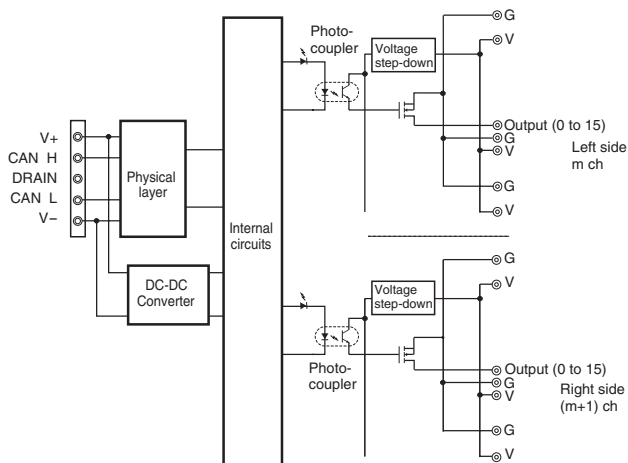 G
Photo-
coupler
Voltage
step-down
V
V+
CAN H
DRAIN
CAN L
V−
Physical
layer
Output (0 to 15)
G
V
Left side
m ch
Internal
circuits
G
V
DC-DC
Converter
G
Voltage
step-down
V
Photo-
coupler
Output (0 to 15)
G
V
Right side
(m+1) ch
G
V